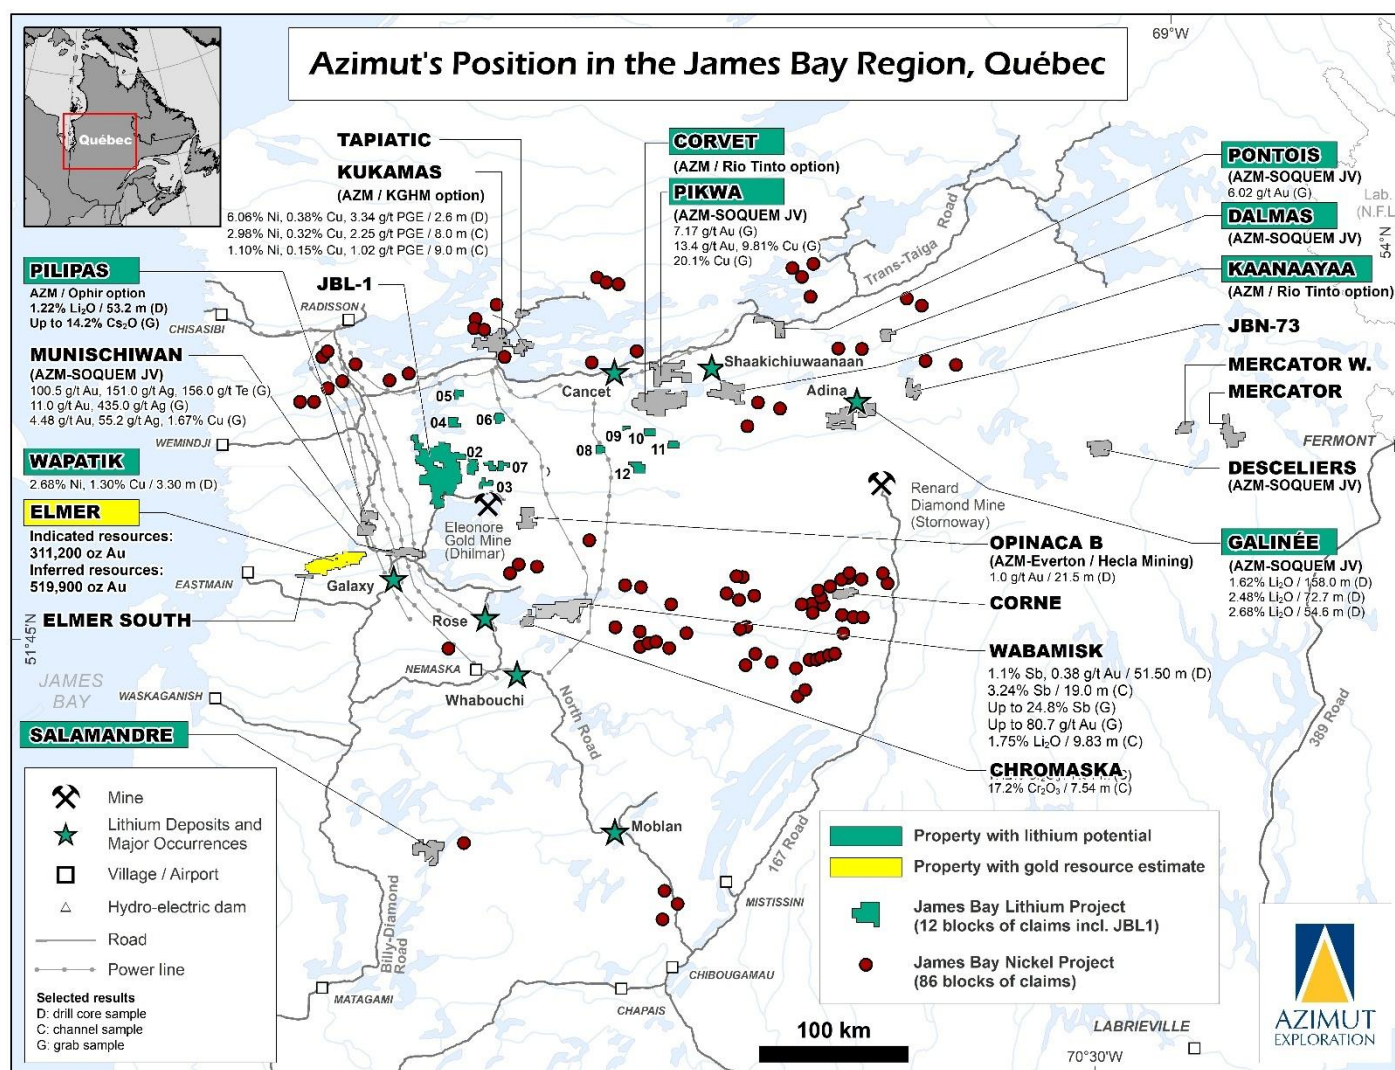 Azimut's Position in the James Bay Region, Québec
Québec
69°W
Lab.
(N.F.L
54°N
TAPIATIC
KUKAMAS
(AZM / KGHM option)
6.06% Ni, 0.38% Cu, 3.34 g/t PGE / 2.6 m (D)
2.98% Ni, 0.32% Cu, 2.25 g/t PGE / 8.0 m (C)
1.10% Ni, 0.15% Cu, 1.02 g/t PGE / 9.0 m (C)
CORVET
(AZM / Rio Tinto option)
PIKWA
(AZM-SOQUEM JV)
7.17 g/t Au (G)
13.4 g/t Au, 9.81% Cu (G)
20.1% Cu (G)
PONTOIS
(AZM-SOQUEM JV)
6.02 g/t Au (G)
DALMAS
(AZM-SOQUEM JV)
KAANAAYAA
(AZM / Rio Tinto option)
JBN-73
MERCATOR W.
MERCATOR
FERMONT
DESCELIERS
(AZM-SOQUEM JV)
Trans-Taiga Road
PILIPAS
AZM / Ophir option
1.22% Li₂O / 53.2 m (D)
Up to 14.2% Cs₂O (G)
JBL-1
RADISSON
CHISASIBI
MUNISCHIWAN
(AZM-SOQUEM JV)
100.5 g/t Au, 151.0 g/t Ag, 156.0 g/t Te (G)
11.0 g/t Au, 435.0 g/t Ag (G)
4.48 g/t Au, 55.2 g/t Ag, 1.67% Cu (G)
WEMINDJI
WAPATIK
2.68% Ni, 1.30% Cu / 3.30 m (D)
ELMER
Indicated resources:
311,200 oz Au
Inferred resources:
519,900 oz Au
EASTMAIN
ELMER SOUTH
51°45'N
Cancet
Shaakichiuwaanaan
Adina
05
04
06
02
07
03
09
10
08
11
12
Eleonore
Gold Mine
(Dhilmar)
Renard
Diamond Mine
(Stornoway)
Galaxy
Rose
NEMASKA
Whabouchi
JAMES
BAY
WASKAGANISH
OPINACA B
(AZM-Everton / Hecla Mining)
1.0 g/t Au / 21.5 m (D)
CORNE
GALINÉE
(AZM-SOQUEM JV)
1.62% Li₂O / 158.0 m (D)
2.48% Li₂O / 72.7 m (D)
2.68% Li₂O / 54.6 m (D)
WABAMISK
1.1% Sb, 0.38 g/t Au / 51.50 m (D)
3.24% Sb / 19.0 m (C)
Up to 24.8% Sb (G)
Up to 80.7 g/t Au (G)
1.75% Li₂O / 9.83 m (C)
CHROMASKA
17.2% Cr₂O₃ / 7.54 m (C)
SALAMANDRE
North Road
Moblan
167 Road
389 Road
Billy-Diamond
Road
MISTISSINI
CHIBOUGAMAU
CHAPAIS
MATAGAMI
LABRIEVILLE
70°30'W
Mine
Lithium Deposits and
Major Occurrences
Village / Airport
Hydro-electric dam
Road
Power line
Selected results
D: drill core sample
C: channel sample
G: grab sample
Property with lithium potential
Property with gold resource estimate
James Bay Lithium Project
(12 blocks of claims incl. JBL1)
James Bay Nickel Project
(86 blocks of claims)
100 km
AZIMUT
EXPLORATION